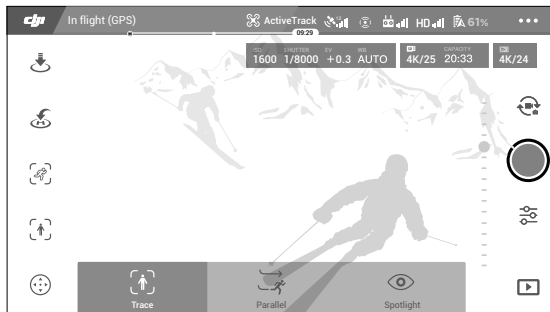 dji In flight (GPS) ActiveTrack HD 61%
09:29
ISO SHUTTER EV WB CAPACITY
1600 1/8000 +0.3 AUTO 4K/25 20:33 4K/24
H
Trace Parallel Spotlight